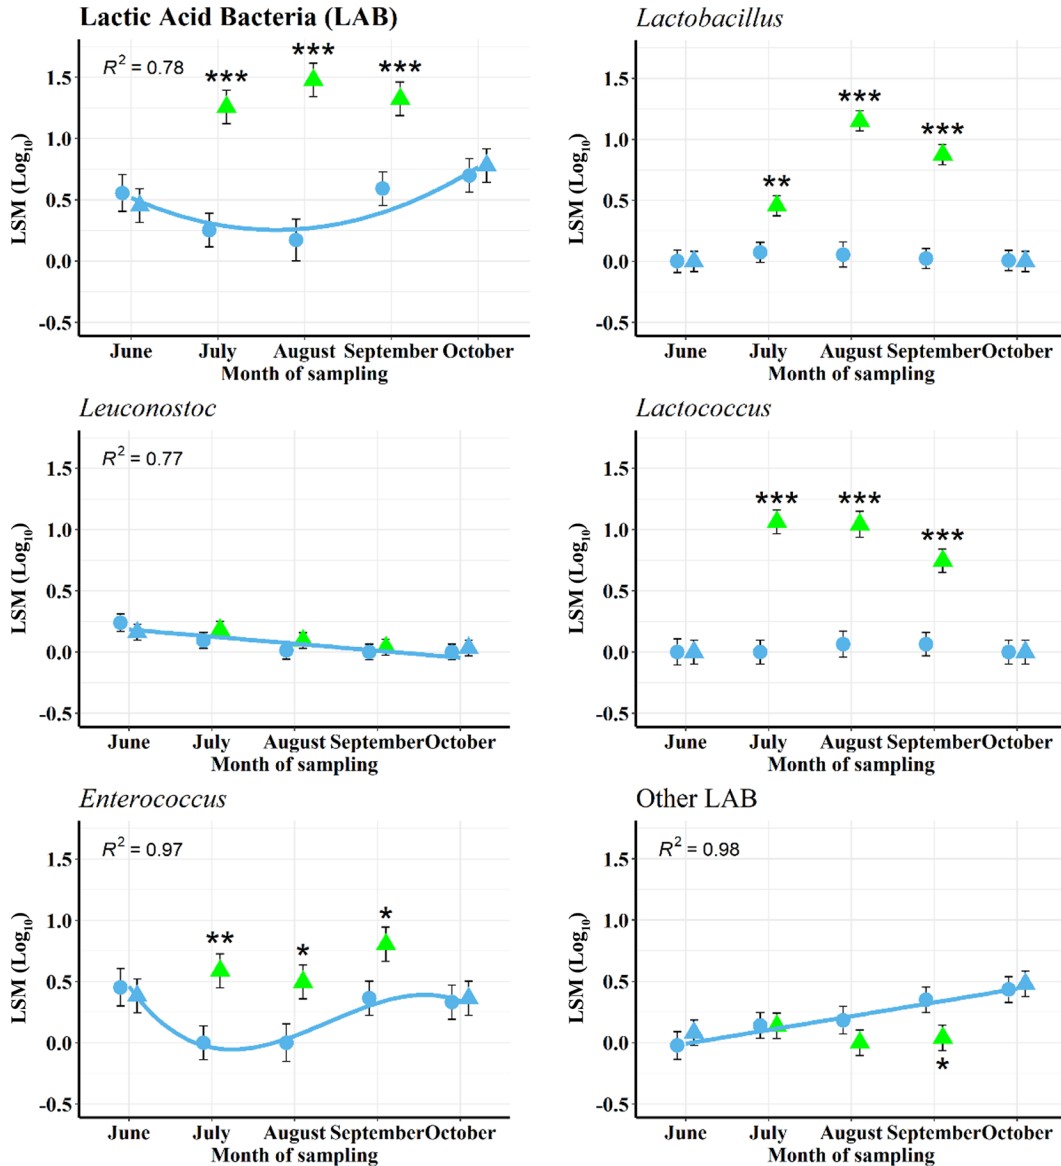 Lactic Acid Bacteria (LAB)
R² = 0.78
***
***
***
1.5
1.0
0.5
0.0
-0.5
LSM (Log₁₀)
June July August September October
Month of sampling
Lactobacillus
**
***
***
1.5
1.0
0.5
0.0
-0.5
LSM (Log₁₀)
June July August September October
Month of sampling
Leuconostoc
R² = 0.77
1.5
1.0
0.5
0.0
-0.5
LSM (Log₁₀)
June July August September October
Month of sampling
Lactococcus
***
***
***
1.5
1.0
0.5
0.0
-0.5
LSM (Log₁₀)
June July August September October
Month of sampling
Enterococcus
R² = 0.97
**
*
*
1.5
1.0
0.5
0.0
-0.5
LSM (Log₁₀)
June July August September October
Month of sampling
Other LAB
R² = 0.98
*
1.5
1.0
0.5
0.0
-0.5
LSM (Log₁₀)
June July August September October
Month of sampling